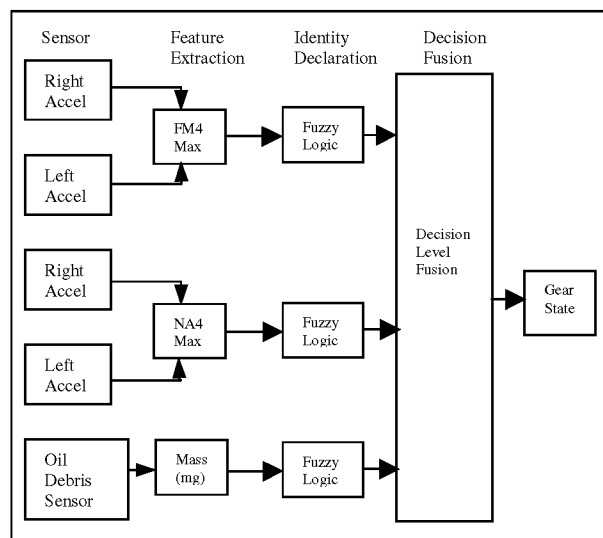 Sensor
Feature
Extraction
Identity
Declaration
Decision
Fusion
Right
Accel
FM4
Max
Fuzzy
Logic
Left
Accel
Decision
Level
Fusion
Right
Accel
NA4
Max
Fuzzy
Logic
Gear
State
Left
Accel
Oil
Debris
Sensor
Mass
(mg)
Fuzzy
Logic